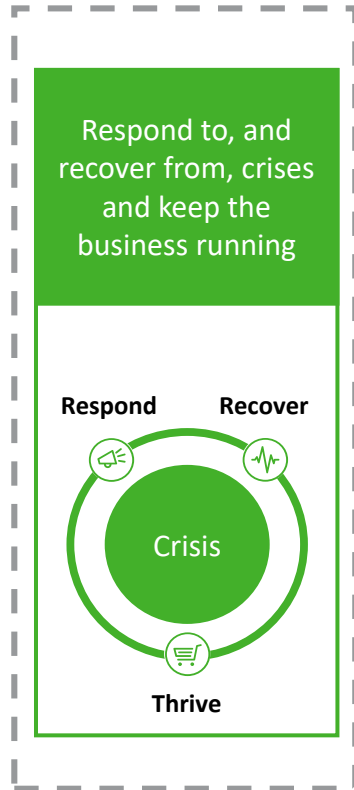 Respond to, and
recover from, crises
and keep the
business running
Respond
Recover
Crisis
Thrive